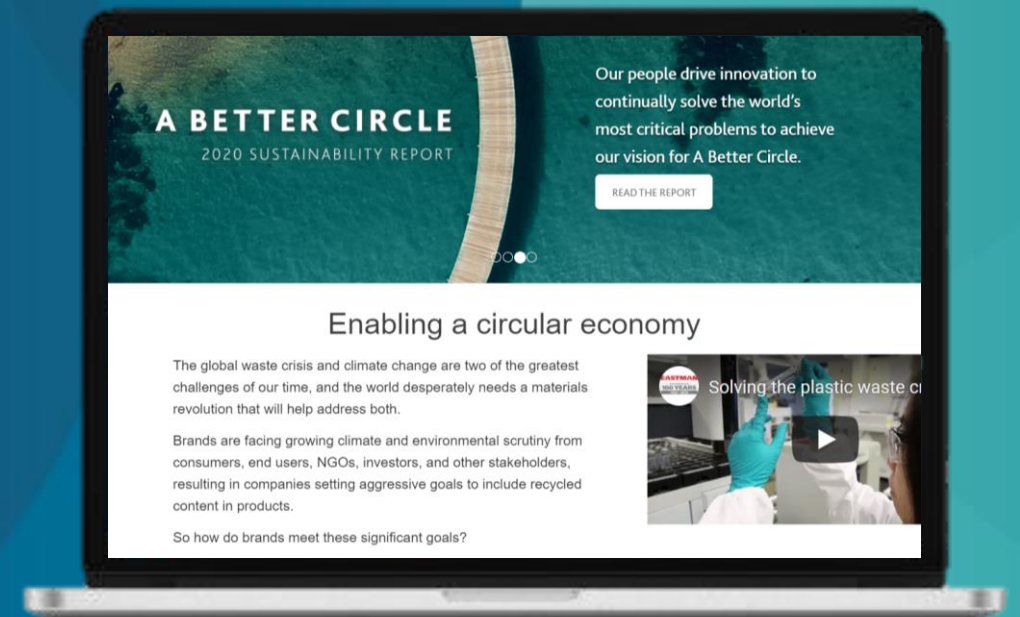 A BETTER CIRCLE
2020 SUSTAINABILITY REPORT
Our people drive innovation to
continually solve the world's
most critical problems to achieve
our vision for A Better Circle.
READ THE REPORT
Enabling a circular economy
The global waste crisis and climate change are two of the greatest
challenges of our time, and the world desperately needs a materials
revolution that will help address both.
Brands are facing growing climate and environmental scrutiny from
consumers, end users, NGOs, investors, and other stakeholders,
resulting in companies setting aggressive goals to include recycled
content in products.
So how do brands meet these significant goals?
EASTMAN
100 YEARS
Solving the plastic waste